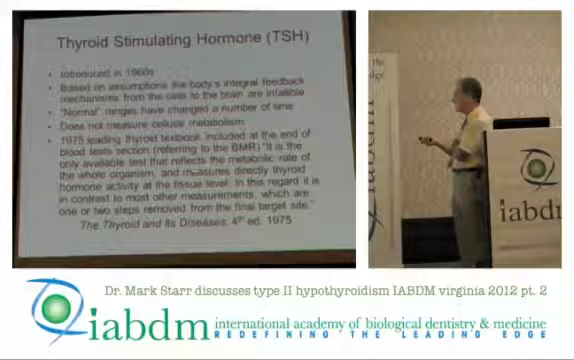 Thyroid Stimulating Hormone (TSH)
• Introduced in 1960s
• Based on assumptions the body's integral feedback
mechanisms from the cells to the brain are infallible
• "Normal" ranges have changed a number of time
• Does not measure cellular metabolism
• 1975 leading thyroid textbook included at the end of
blood tests section (referring to the BMR) "It is the
only available test that reflects the metabolic rate of
the whole organism, and measures directly thyroid
hormone activity at the tissue level. In this regard it is
in contrast to most other measurements, which are
one or two steps removed from the final target site."
The Thyroid and Its Diseases. 4th ed. 1975
the
edge
iabdm
iabdm
Dr. Mark Starr discusses type II hypothyroidism IABDM virginia 2012 pt. 2
iabdm international academy of biological dentistry & medicine
REDEFINING THE LEADING EDGE